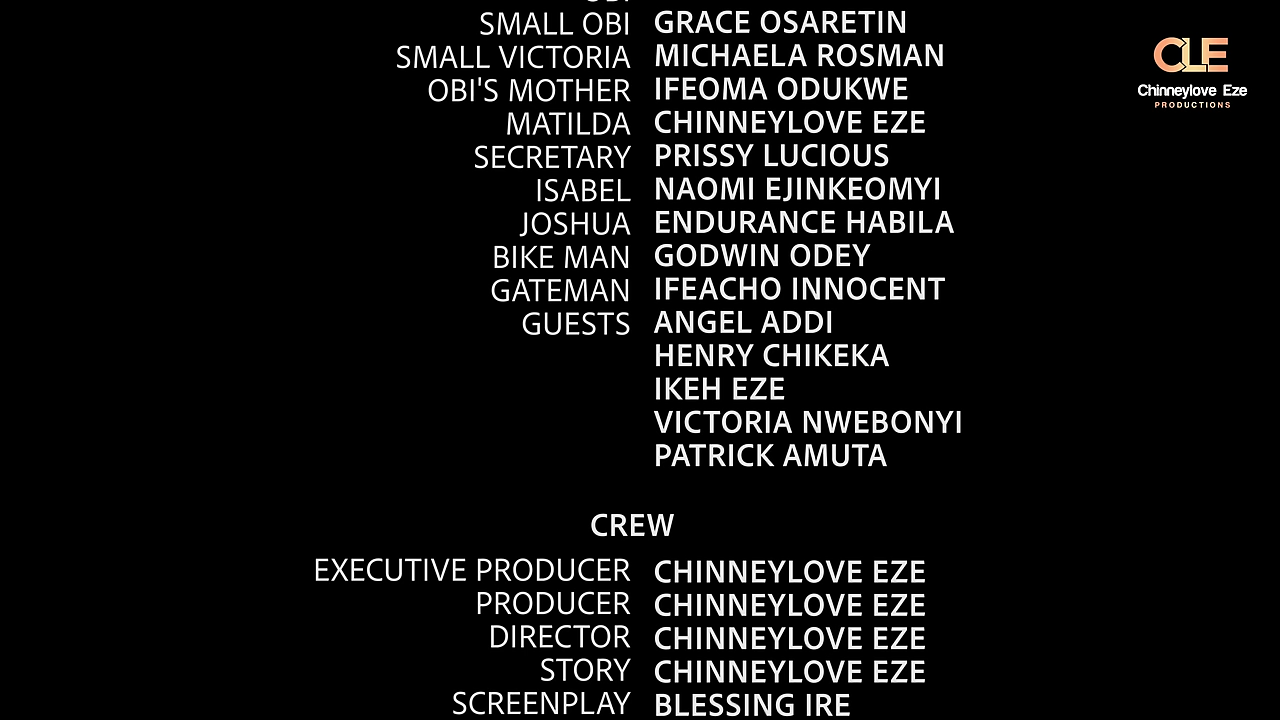 SMALL OBI GRACE OSARETIN
SMALL VICTORIA MICHAELA ROSMAN
OBI'S MOTHER IFEOMA ODUKWE
MATILDA CHINNEYLOVE EZE
SECRETARY PRISSY LUCIOUS
ISABEL NAOMI EJINKEOMYI
JOSHUA ENDURANCE HABILA
BIKE MAN GODWIN ODEY
GATEMAN IFEACHO INNOCENT
GUESTS ANGEL ADDI
HENRY CHIKEKA
IKEH EZE
VICTORIA NWEBONYI
PATRICK AMUTA
CREW
EXECUTIVE PRODUCER CHINNEYLOVE EZE
PRODUCER CHINNEYLOVE EZE
DIRECTOR CHINNEYLOVE EZE
STORY CHINNEYLOVE EZE
SCREENPLAY BLESSING IRE
CLE
Chinneylove Eze
PRODUCTIONS